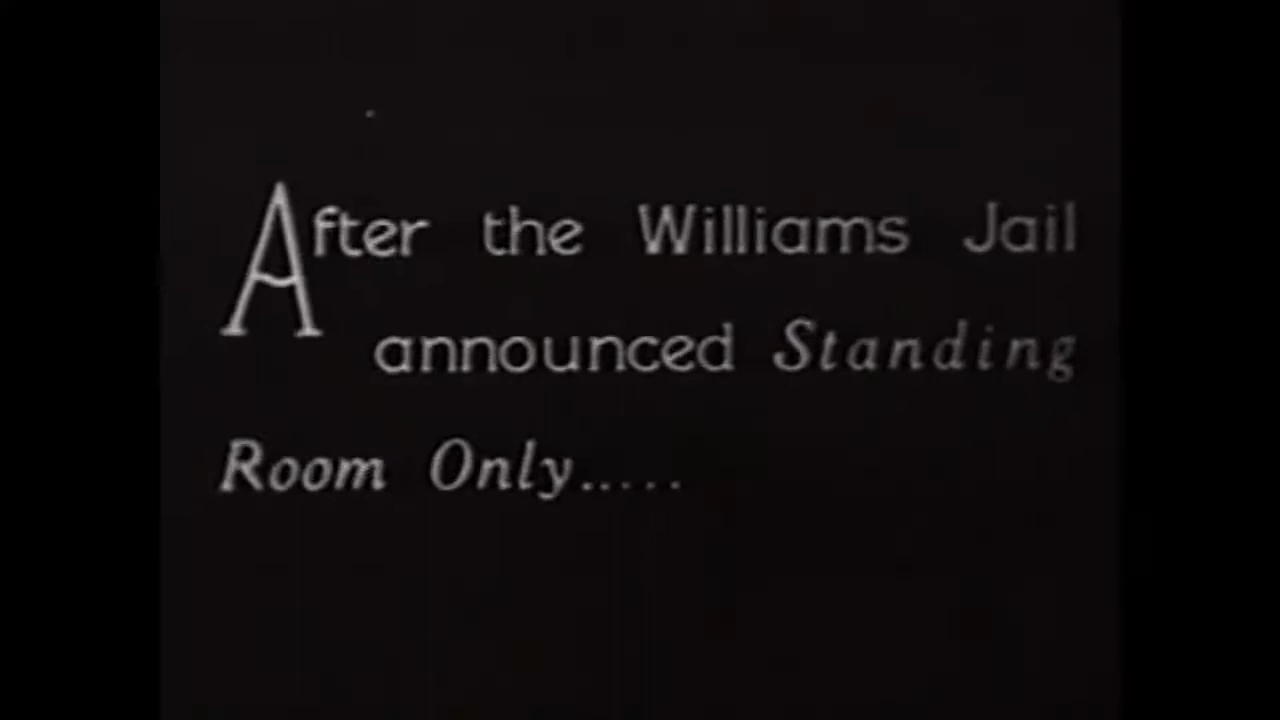 After the Williams Jail
announced Standing
Room Only.....